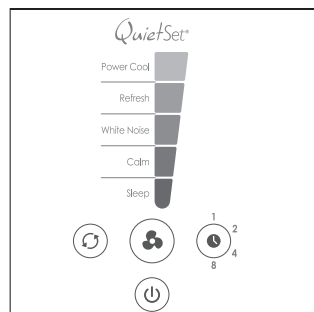 QuietSet®
Power Cool
Refresh
White Noise
Calm
Sleep
1
2
4
8